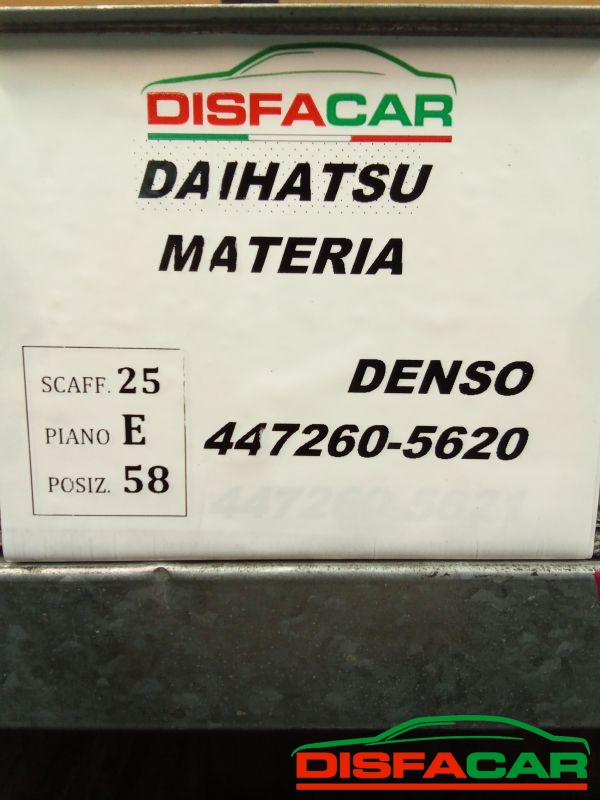 DISFACAR
DAIHATSU
MATERIA
DENSO
SCAFF. 25
PIANO E
447260-5620
POSIZ. 58
DISFACAR